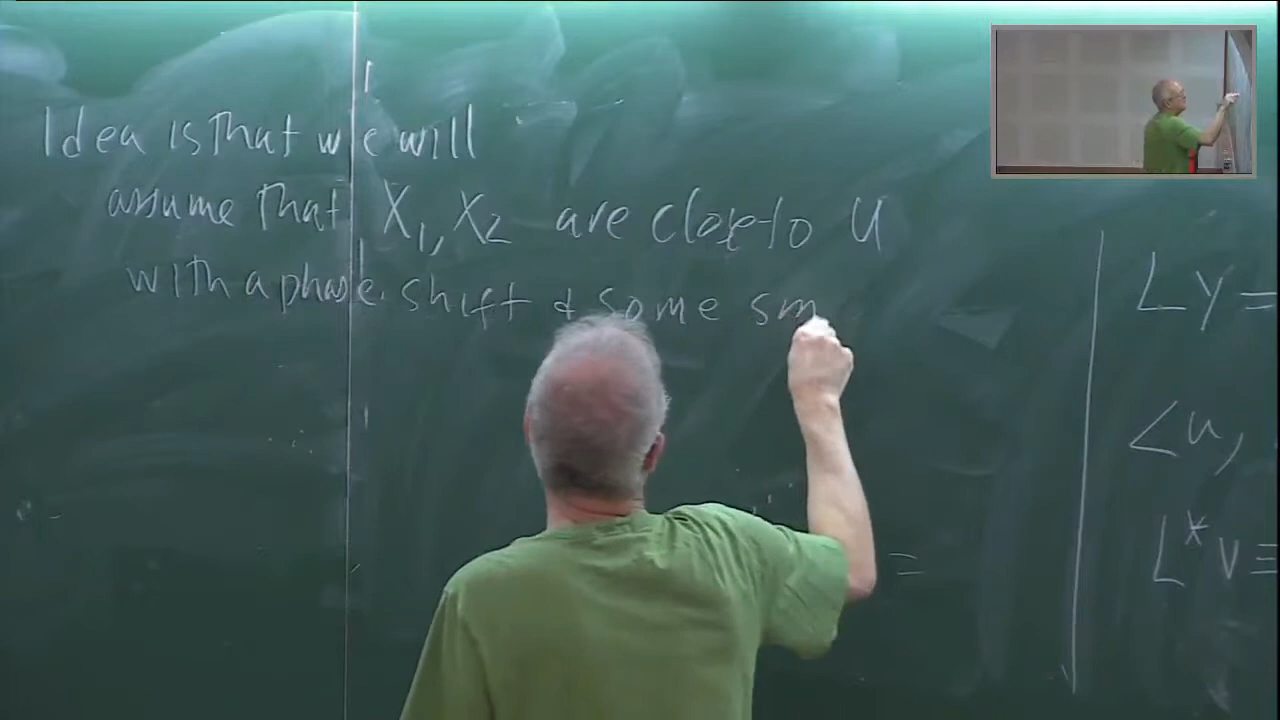 Idea is that we will
assume that X₁, X₂ are close to U
with a phase shift & some sm
Ly =
<u,
L*v ≡
=